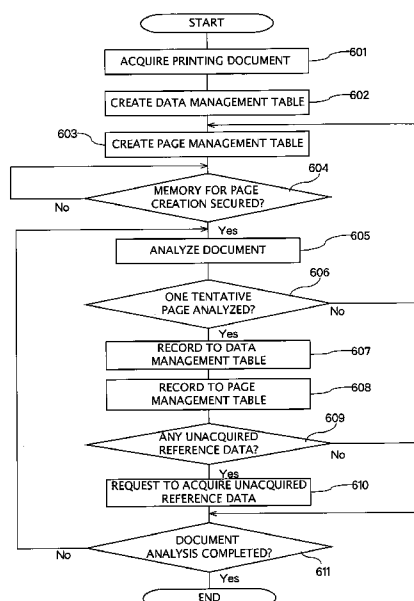 START
ACQUIRE PRINTING DOCUMENT
601
CREATE DATA MANAGEMENT TABLE
602
603
CREATE PAGE MANAGEMENT TABLE
604
MEMORY FOR PAGE
CREATION SECURED?
No
Yes
ANALYZE DOCUMENT
605
606
ONE TENTATIVE
PAGE ANALYZED?
No
Yes
RECORD TO DATA
MANAGEMENT TABLE
607
RECORD TO PAGE
MANAGEMENT TABLE
608
609
ANY UNACQUIRED
REFERENCE DATA?
No
Yes
REQUEST TO ACQUIRE UNACQUIRED
REFERENCE DATA
610
DOCUMENT
ANALYSIS COMPLETED?
No
611
Yes
END